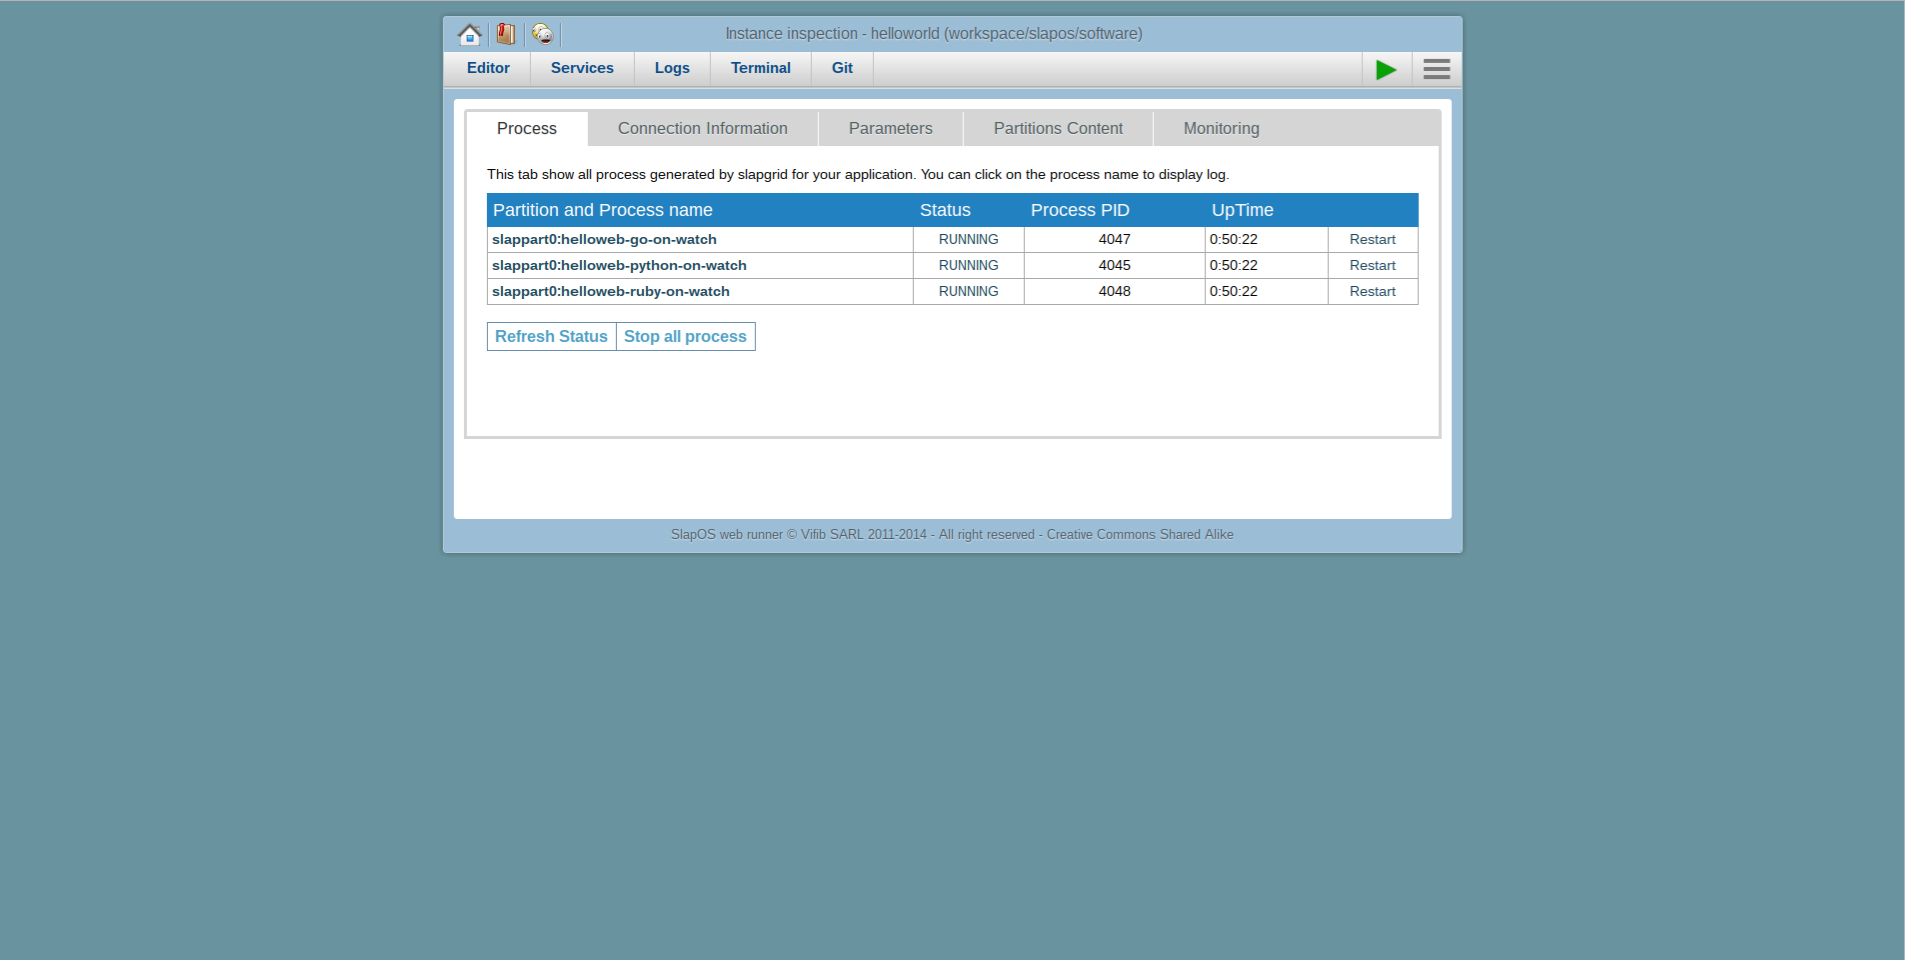 Instance inspection - helloworld (workspace/slapos/software)
Editor Services Logs Terminal Git
Process Connection Information Parameters Partitions Content Monitoring
This tab show all process generated by slapgrid for your application. You can click on the process name to display log.
Partition and Process name Status Process PID UpTime
slappart0:helloweb-go-on-watch RUNNING 4047 0:50:22 Restart
slappart0:helloweb-python-on-watch RUNNING 4045 0:50:22 Restart
slappart0:helloweb-ruby-on-watch RUNNING 4048 0:50:22 Restart
Refresh Status Stop all process
SlapOS web runner © Vifib SARL 2011-2014 - All right reserved - Creative Commons Shared Alike